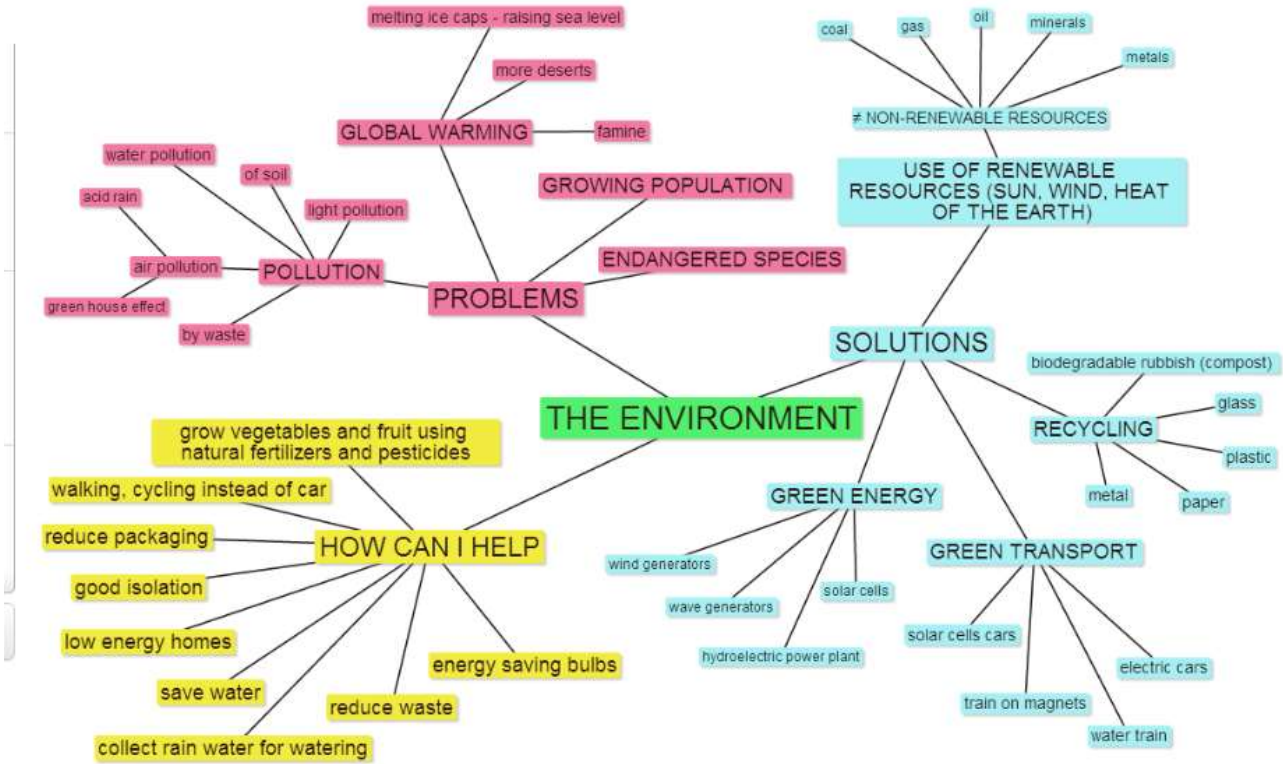 melting ice caps - raising sea level
more deserts
GLOBAL WARMING
famine
water pollution
of soil
acid rain
light pollution
air pollution
POLLUTION
green house effect
by waste
GROWING POPULATION
ENDANGERED SPECIES
PROBLEMS
coal
gas
oil
minerals
metals
≠ NON-RENEWABLE RESOURCES
USE OF RENEWABLE
RESOURCES (SUN, WIND, HEAT
OF THE EARTH)
SOLUTIONS
biodegradable rubbish (compost)
glass
RECYCLING
plastic
metal
paper
THE ENVIRONMENT
grow vegetables and fruit using
natural fertilizers and pesticides
walking, cycling instead of car
reduce packaging
HOW CAN I HELP
good isolation
low energy homes
energy saving bulbs
save water
reduce waste
collect rain water for watering
GREEN ENERGY
wind generators
solar cells
wave generators
hydroelectric power plant
GREEN TRANSPORT
solar cells cars
electric cars
train on magnets
water train